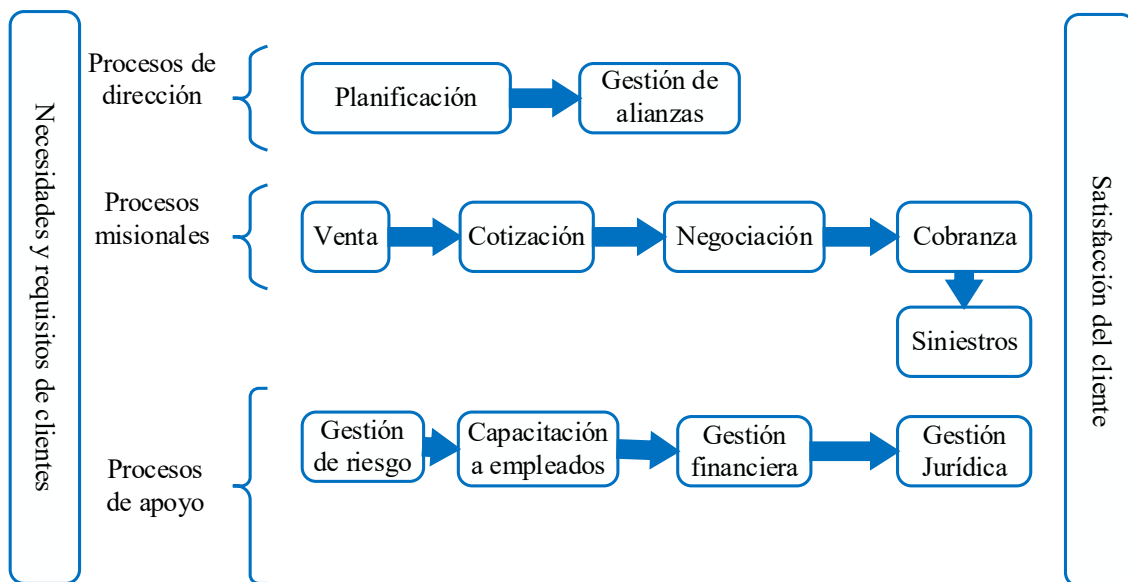 Necesidades y requisitos de clientes
Procesos de
dirección
Planificación
Gestión de
alianzas
Procesos
misionales
Venta
Cotización
Negociación
Cobranza
Siniestros
Procesos
de apoyo
Gestión
de riesgo
Capacitación
a empleados
Gestión
financiera
Gestión
Jurídica
Satisfacción del cliente